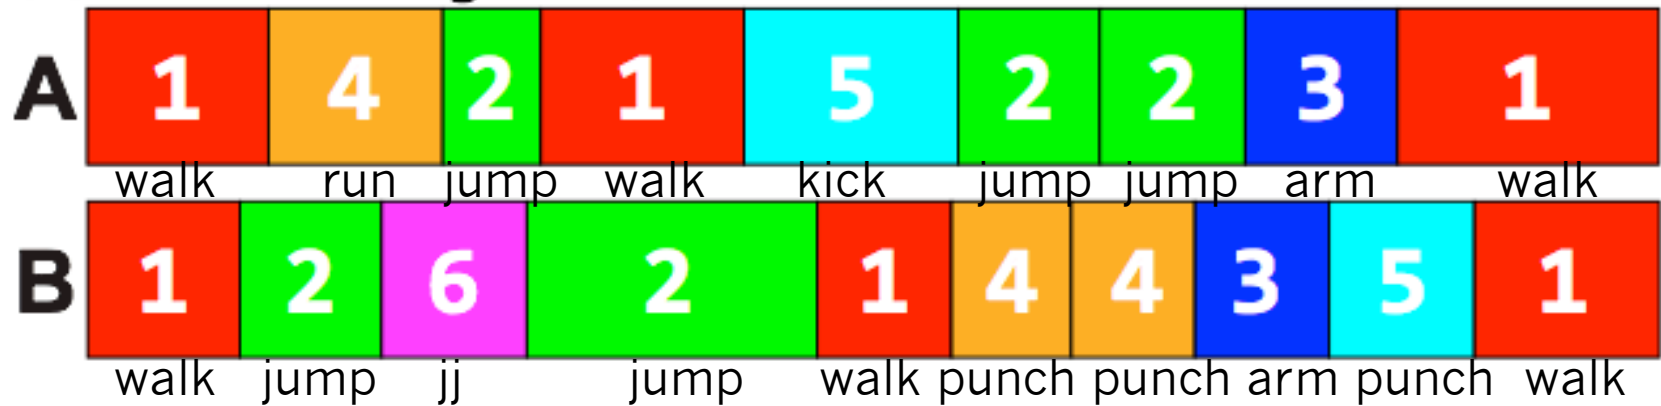 A 1 4 2 1 5 2 2 3 1
walk run jump walk kick jump jump arm walk
B 1 2 6 2 1 4 4 3 5 1
walk jump jj jump walk punch punch arm punch walk